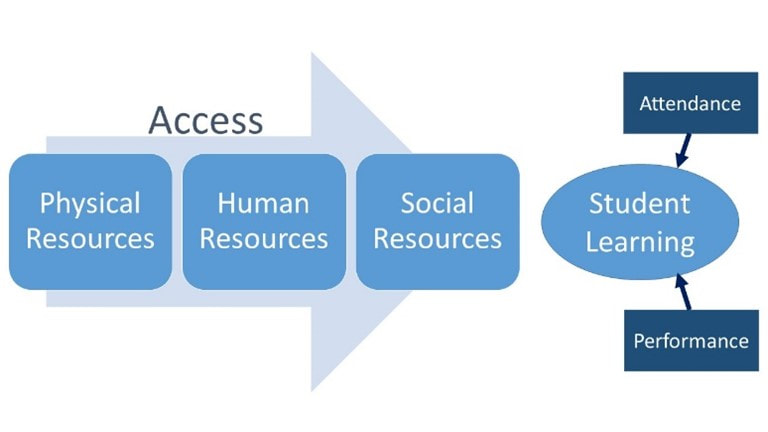 Access
Physical
Resources
Human
Resources
Social
Resources
Attendance
Student
Learning
Performance